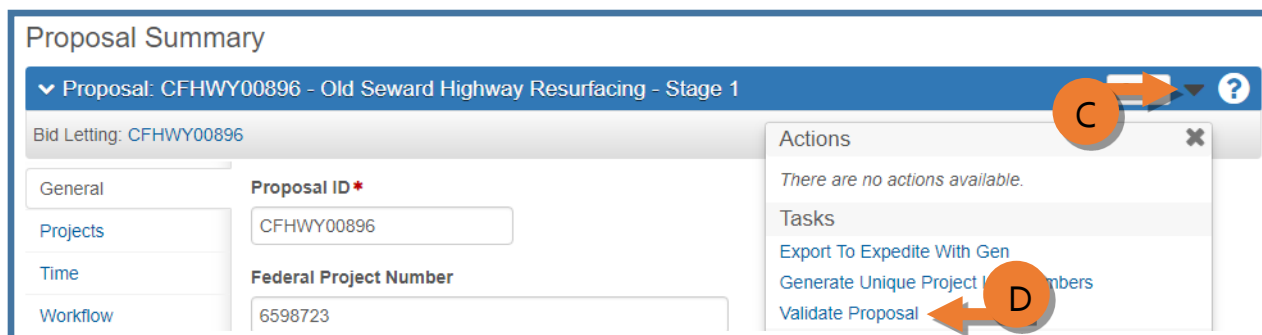 Proposal Summary
Proposal: CFHWY00896 - Old Seward Highway Resurfacing - Stage 1
?
C
Bid Letting: CFHWY00896
Actions
General
Proposal ID*
There are no actions available.
Projects
CFHWY00896
Tasks
Export To Expedite With Gen
Time
Federal Project Number
Generate Unique Project
D
Workflow
6598723
Validate Proposal